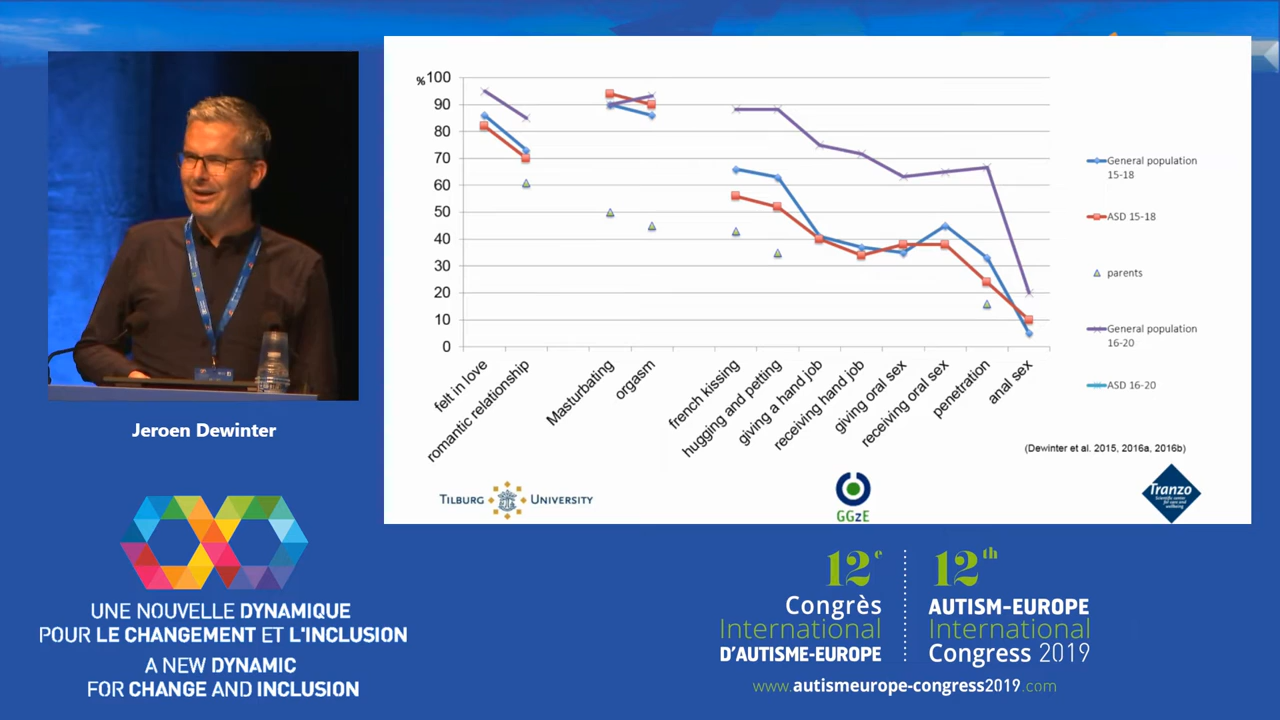 %100
90
80
70
60
50
40
30
20
10
0
felt in love
romantic relationship
Masturbating
orgasm
french kissing
hugging and petting
giving a hand job
receiving hand job
giving oral sex
receiving oral sex
penetration
anal sex
General population
15-18
ASD 15-18
parents
General population
16-20
ASD 16-20
(Dewinter et al. 2015, 2016a, 2016b)
TILBURG UNIVERSITY
GGzE
Tranzo
Jeroen Dewinter
UNE NOUVELLE DYNAMIQUE
POUR LE CHANGEMENT ET L'INCLUSION
A NEW DYNAMIC
FOR CHANGE AND INCLUSION
12e
Congrès
International
D'AUTISME-EUROPE
12th
AUTISM-EUROPE
International
Congress 2019
www.autismeurope-congress2019.com